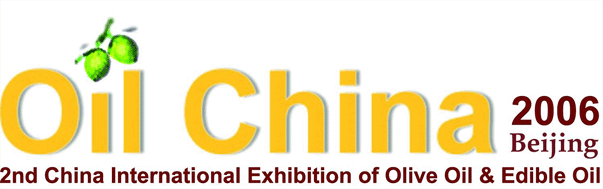 Oil China 2006
Beijing
2nd China International Exhibition of Olive Oil & Edible Oil